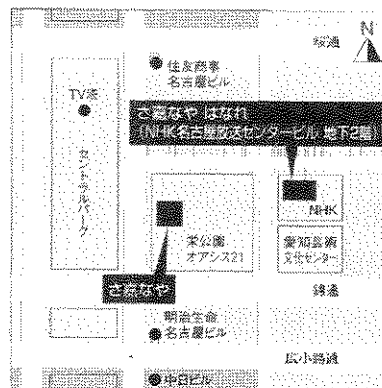 桜通
N
住友商事
名古屋ビル
TV塔
さかなや はなれ
(NHK名古屋放送センタービル 地下2階)
セントラルパーク
NHK
栄公園
オアシス21
愛知芸術
文化センター
さかなや
錦通
明治生命
名古屋ビル
広小路通
中日ビル